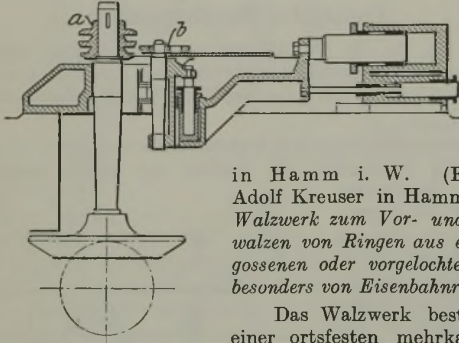 a
b
in Hamm i. W. (E
Adolf Kreuser in Hamm
Walzwerk zum Vor- und
walzen von Ringen aus e
gossenen oder vorgelochte
besonders von Eisenbahnr
Das Walzwerk best
einer ortsfesten mehrka